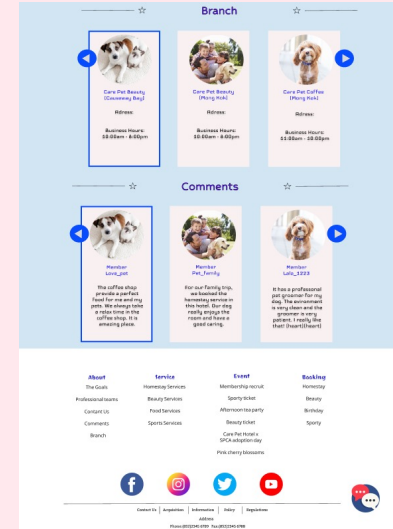 Branch
Care Pet Beauty
(Causeway Bay)
Adress:
Business Hours:
10:00am - 6:00pm
Care Pet Beauty
(Mong Kok)
Adress:
Business Hours:
10:00am - 6:00pm
Care Pet Coffee
(Mong Kok)
Adress:
Business Hours:
11:00am - 10:00pm
Comments
Member
Love_pet
The coffee shop
provide a perfect
food for me and my
pets. We always take
a relax time in the
coffee shop. It is
amazing place.
Member
Pet_family
For our family trip,
we booked the
homestay service in
this hotel. Our dog
really enjoys the
room and have a
good caring.
Member
Lala_1223
It has a professonal
pet groomer for my
dog. The evironment
is very clean and the
groomer is very
patient. I really like
that! (heart)(heart)
About
The Goals
Professional teams
Contant Us
Comments
Branch
Service
Homestay Services
Beauty Services
Food Services
Sports Services
Event
Membership recruit
Sporty ticket
Afternoon tea party
Beauty ticket
Care Pet Hotel x
SPCA adoption day
Pink cherry blossoms
Booking
Homestay
Beauty
Birhday
Sporty
Contact Us | Acquisition | Information | Policy | Regulations
Address